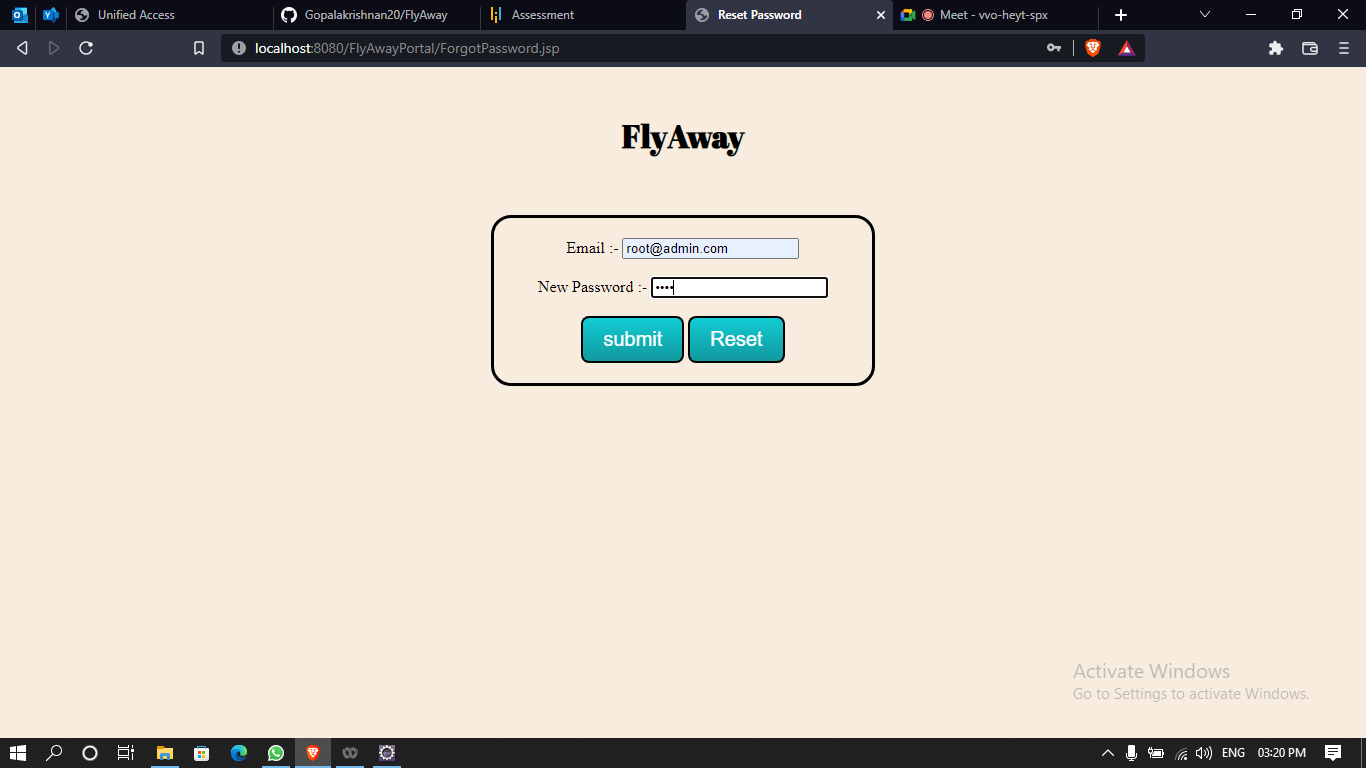 Unified Access
Gopalakrishnan20/FlyAway
Assessment
Reset Password
Meet - vvo-heyt-spx
localhost:8080/FlyAwayPortal/ForgotPassword.jsp
FlyAway
Email :- root@admin.com
New Password :- ••••
submit Reset
Activate Windows
Go to Settings to activate Windows.
ENG 03:20 PM